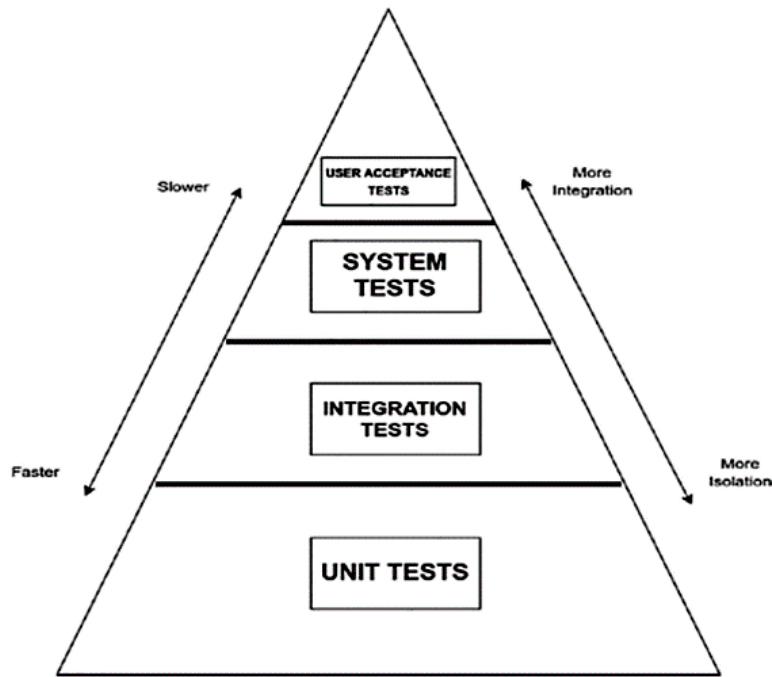 USER ACCEPTANCE
TESTS
Slower
More
Integration
SYSTEM
TESTS
INTEGRATION
TESTS
Faster
More
Isolation
UNIT TESTS